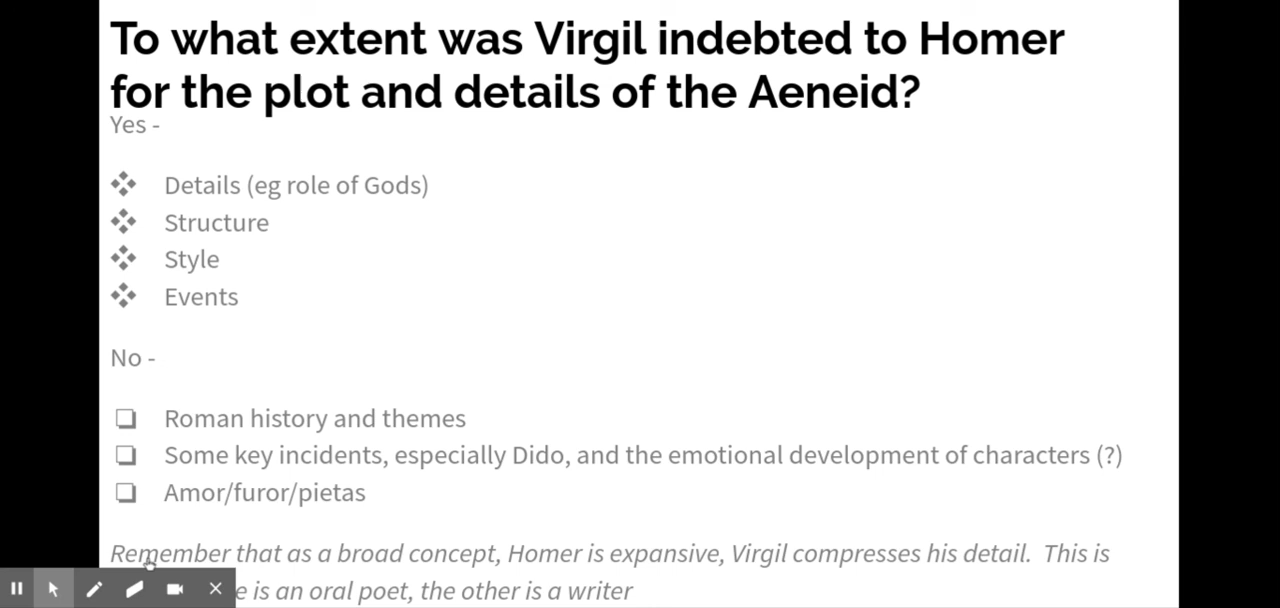 To what extent was Virgil indebted to Homer
for the plot and details of the Aeneid?
Yes -
Details (eg role of Gods)
Structure
Style
Events
No -
Roman history and themes
Some key incidents, especially Dido, and the emotional development of characters (?)
Amor/furor/pietas
Remember that as a broad concept, Homer is expansive, Virgil compresses his detail. This is
is an oral poet, the other is a writer